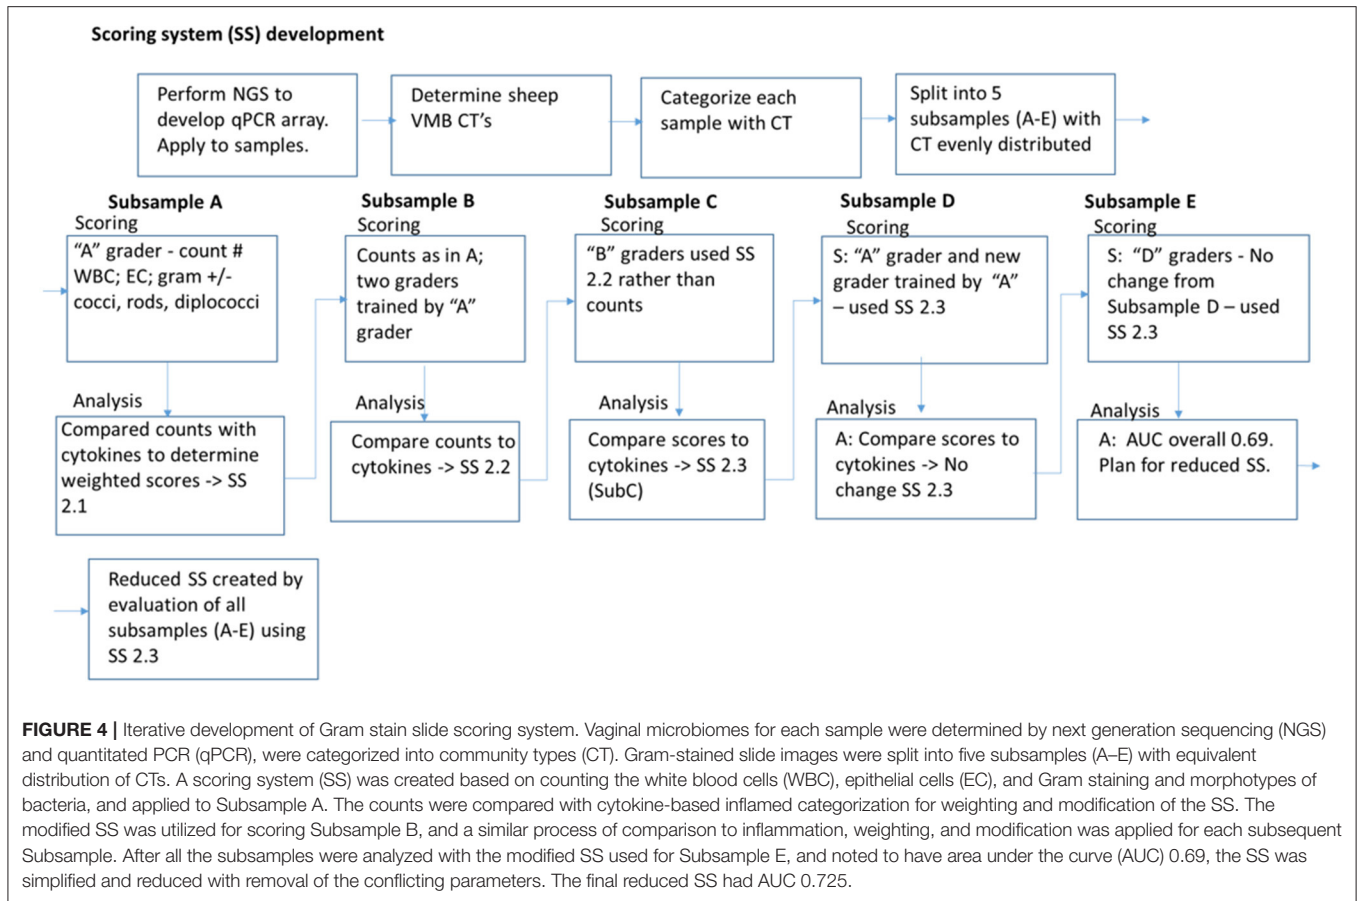 Scoring system (SS) development
Perform NGS to
develop qPCR array.
Apply to samples.
Determine sheep
VMB CT's
Categorize each
sample with CT
Split into 5
subsamples (A-E) with
CT evenly distributed
Subsample A
Scoring
“A” grader - count #
WBC; EC; gram +/-
cocci, rods, diplococci
Analysis
Compared counts with
cytokines to determine
weighted scores -> SS
2.1
Subsample B
Scoring
Counts as in A;
two graders
trained by “A”
grader
Analysis
Compare counts to
cytokines -> SS 2.2
Subsample C
Scoring
“B” graders used SS
2.2 rather than
counts
Analysis
Compare scores to
cytokines -> SS 2.3
(SubC)
Subsample D
Scoring
S: “A” grader and new
grader trained by “A”
– used SS 2.3
Analysis
A: Compare scores to
cytokines -> No
change SS 2.3
Subsample E
Scoring
S: “D” graders - No
change from
Subsample D – used
SS 2.3
Analysis
A: AUC overall 0.69.
Plan for reduced SS.
Reduced SS created by
evaluation of all
subsamples (A-E) using
SS 2.3
FIGURE 4 | Iterative development of Gram stain slide scoring system. Vaginal microbiomes for each sample were determined by next generation sequencing (NGS)
and quantitated PCR (qPCR), were categorized into community types (CT). Gram-stained slide images were split into five subsamples (A–E) with equivalent
distribution of CTs. A scoring system (SS) was created based on counting the white blood cells (WBC), epithelial cells (EC), and Gram staining and morphotypes of
bacteria, and applied to Subsample A. The counts were compared with cytokine-based inflamed categorization for weighting and modification of the SS. The
modified SS was utilized for scoring Subsample B, and a similar process of comparison to inflammation, weighting, and modification was applied for each subsequent
Subsample. After all the subsamples were analyzed with the modified SS used for Subsample E, and noted to have area under the curve (AUC) 0.69, the SS was
simplified and reduced with removal of the conflicting parameters. The final reduced SS had AUC 0.725.